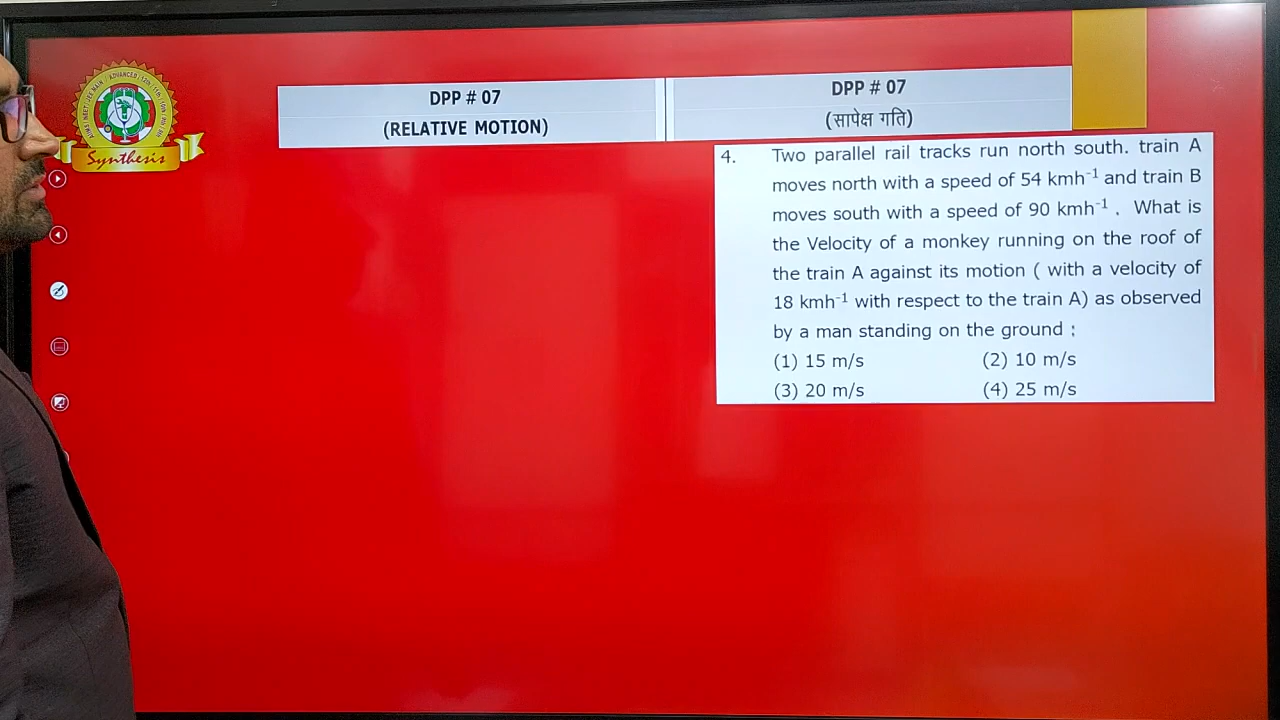 DPP # 07
(RELATIVE MOTION)
DPP # 07
(सापेक्ष गति)
Synthesis
4. Two parallel rail tracks run north south. train A
moves north with a speed of 54 kmh⁻¹ and train B
moves south with a speed of 90 kmh⁻¹ . What is
the Velocity of a monkey running on the roof of
the train A against its motion ( with a velocity of
18 kmh⁻¹ with respect to the train A) as observed
by a man standing on the ground :
(1) 15 m/s (2) 10 m/s
(3) 20 m/s (4) 25 m/s